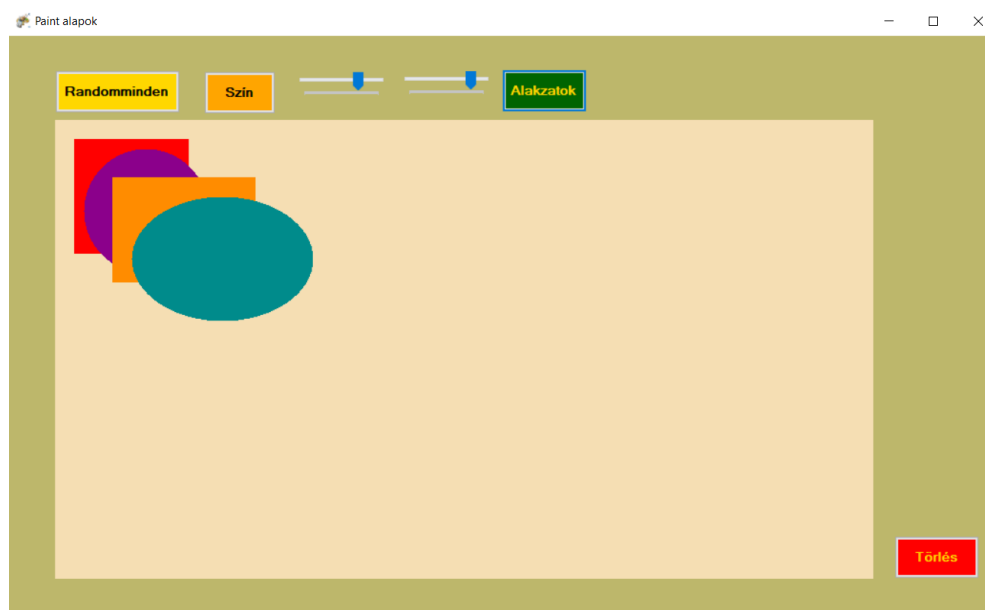 Paint alapok
Randomminden
Szín
Alakzatok
Törlés